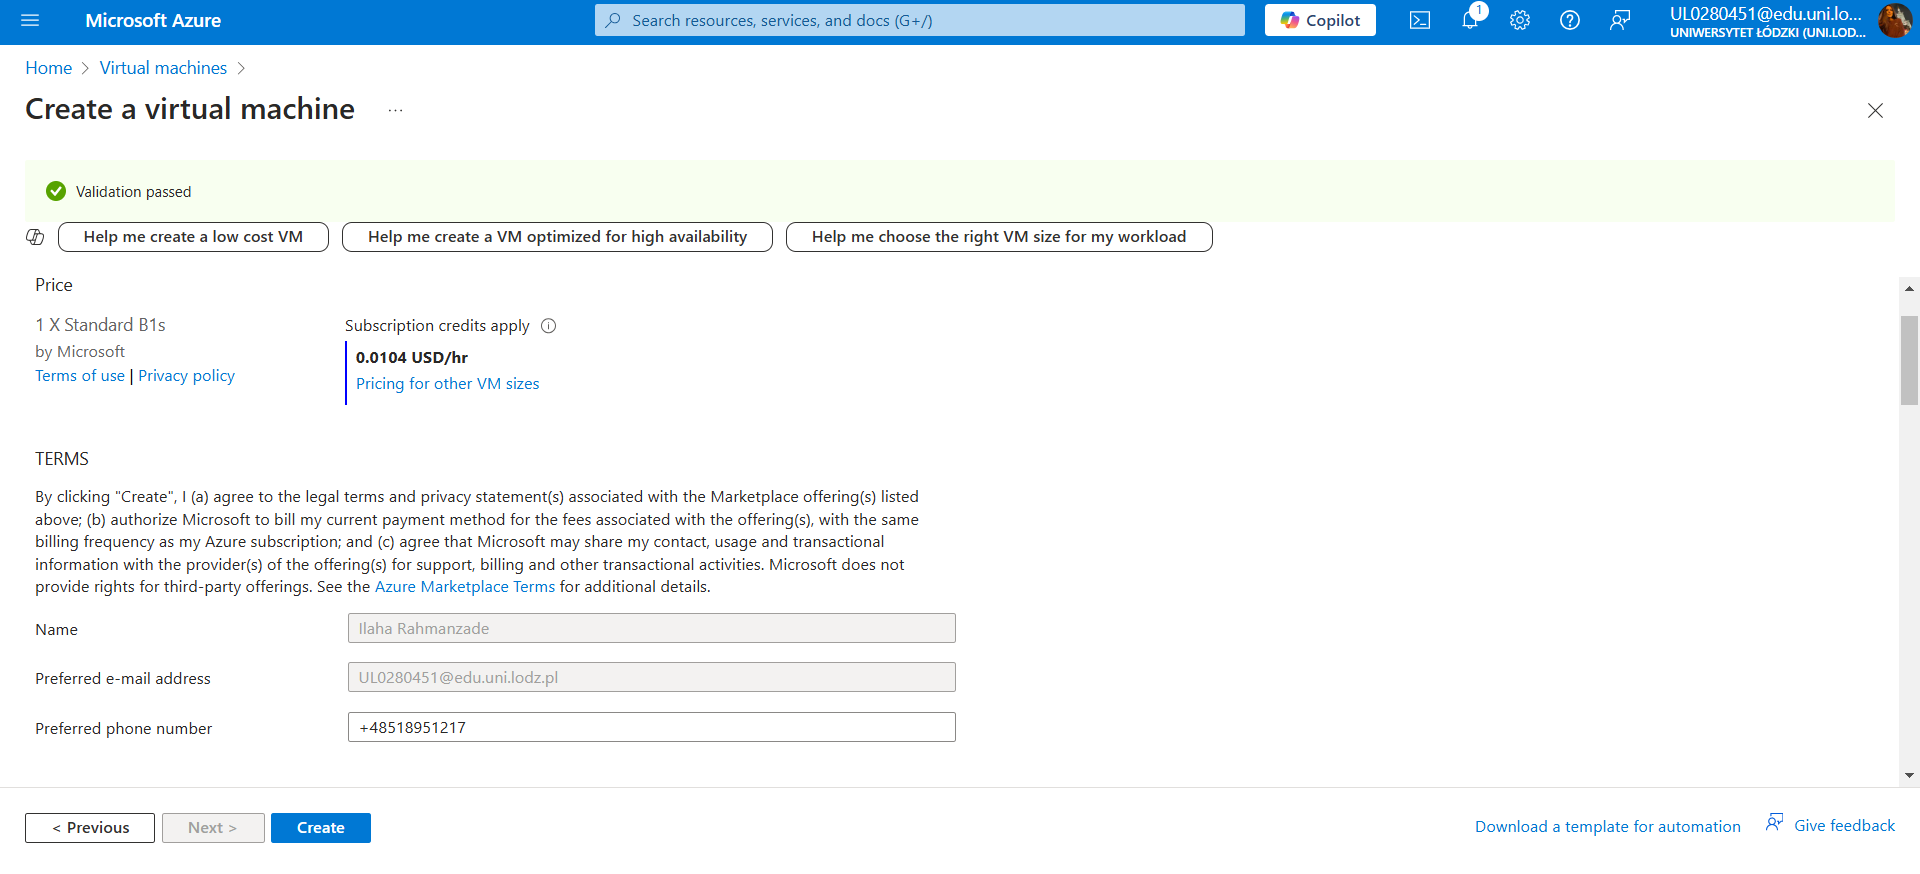 Microsoft Azure
Search resources, services, and docs (G+/)
Copilot
1
UL0280451@edu.uni.lo...
UNIWERSYTET ŁÓDZKI (UNI.LOD...
Home > Virtual machines >
Create a virtual machine ...
Validation passed
Help me create a low cost VM
Help me create a VM optimized for high availability
Help me choose the right VM size for my workload
Price
1 X Standard B1s
by Microsoft
Terms of use | Privacy policy
Subscription credits apply
0.0104 USD/hr
Pricing for other VM sizes
TERMS
By clicking "Create", I (a) agree to the legal terms and privacy statement(s) associated with the Marketplace offering(s) listed
above; (b) authorize Microsoft to bill my current payment method for the fees associated with the offering(s), with the same
billing frequency as my Azure subscription; and (c) agree that Microsoft may share my contact, usage and transactional
information with the provider(s) of the offering(s) for support, billing and other transactional activities. Microsoft does not
provide rights for third-party offerings. See the Azure Marketplace Terms for additional details.
Name
Ilaha Rahmanzade
Preferred e-mail address
UL0280451@edu.uni.lodz.pl
Preferred phone number
+48518951217
< Previous
Next >
Create
Download a template for automation
Give feedback